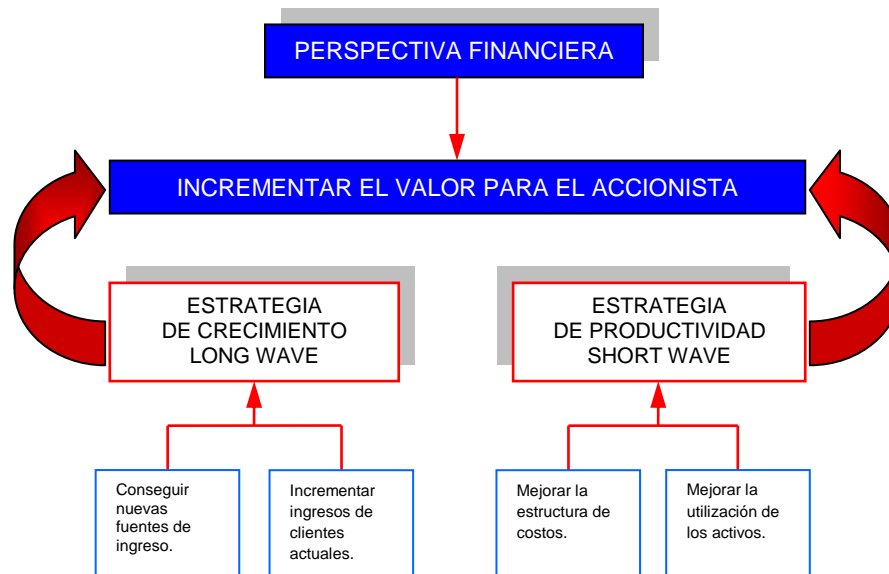 PERSPECTIVA FINANCIERA
INCREMENTAR EL VALOR PARA EL ACCIONISTA
ESTRATEGIA
DE CRECIMIENTO
LONG WAVE
ESTRATEGIA
DE PRODUCTIVIDAD
SHORT WAVE
Conseguir
nuevas
fuentes de
ingreso.
Incrementar
ingresos de
clientes
actuales.
Mejorar la
estructura de
costos.
Mejorar la
utilización de
los activos.